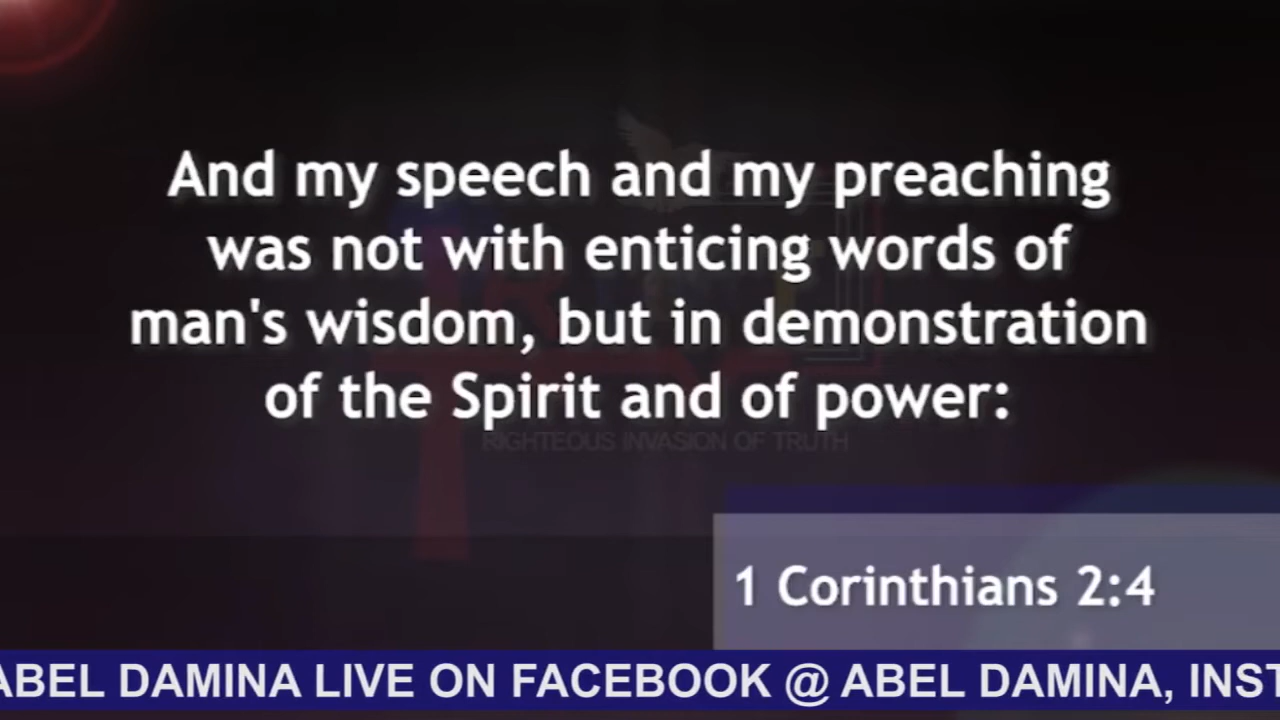 And my speech and my preaching
was not with enticing words of
man's wisdom, but in demonstration
of the Spirit and of power:
RIGHTEOUS INVASION OF TRUTH
1 Corinthians 2:4
ABEL DAMINA LIVE ON FACEBOOK @ ABEL DAMINA, INST